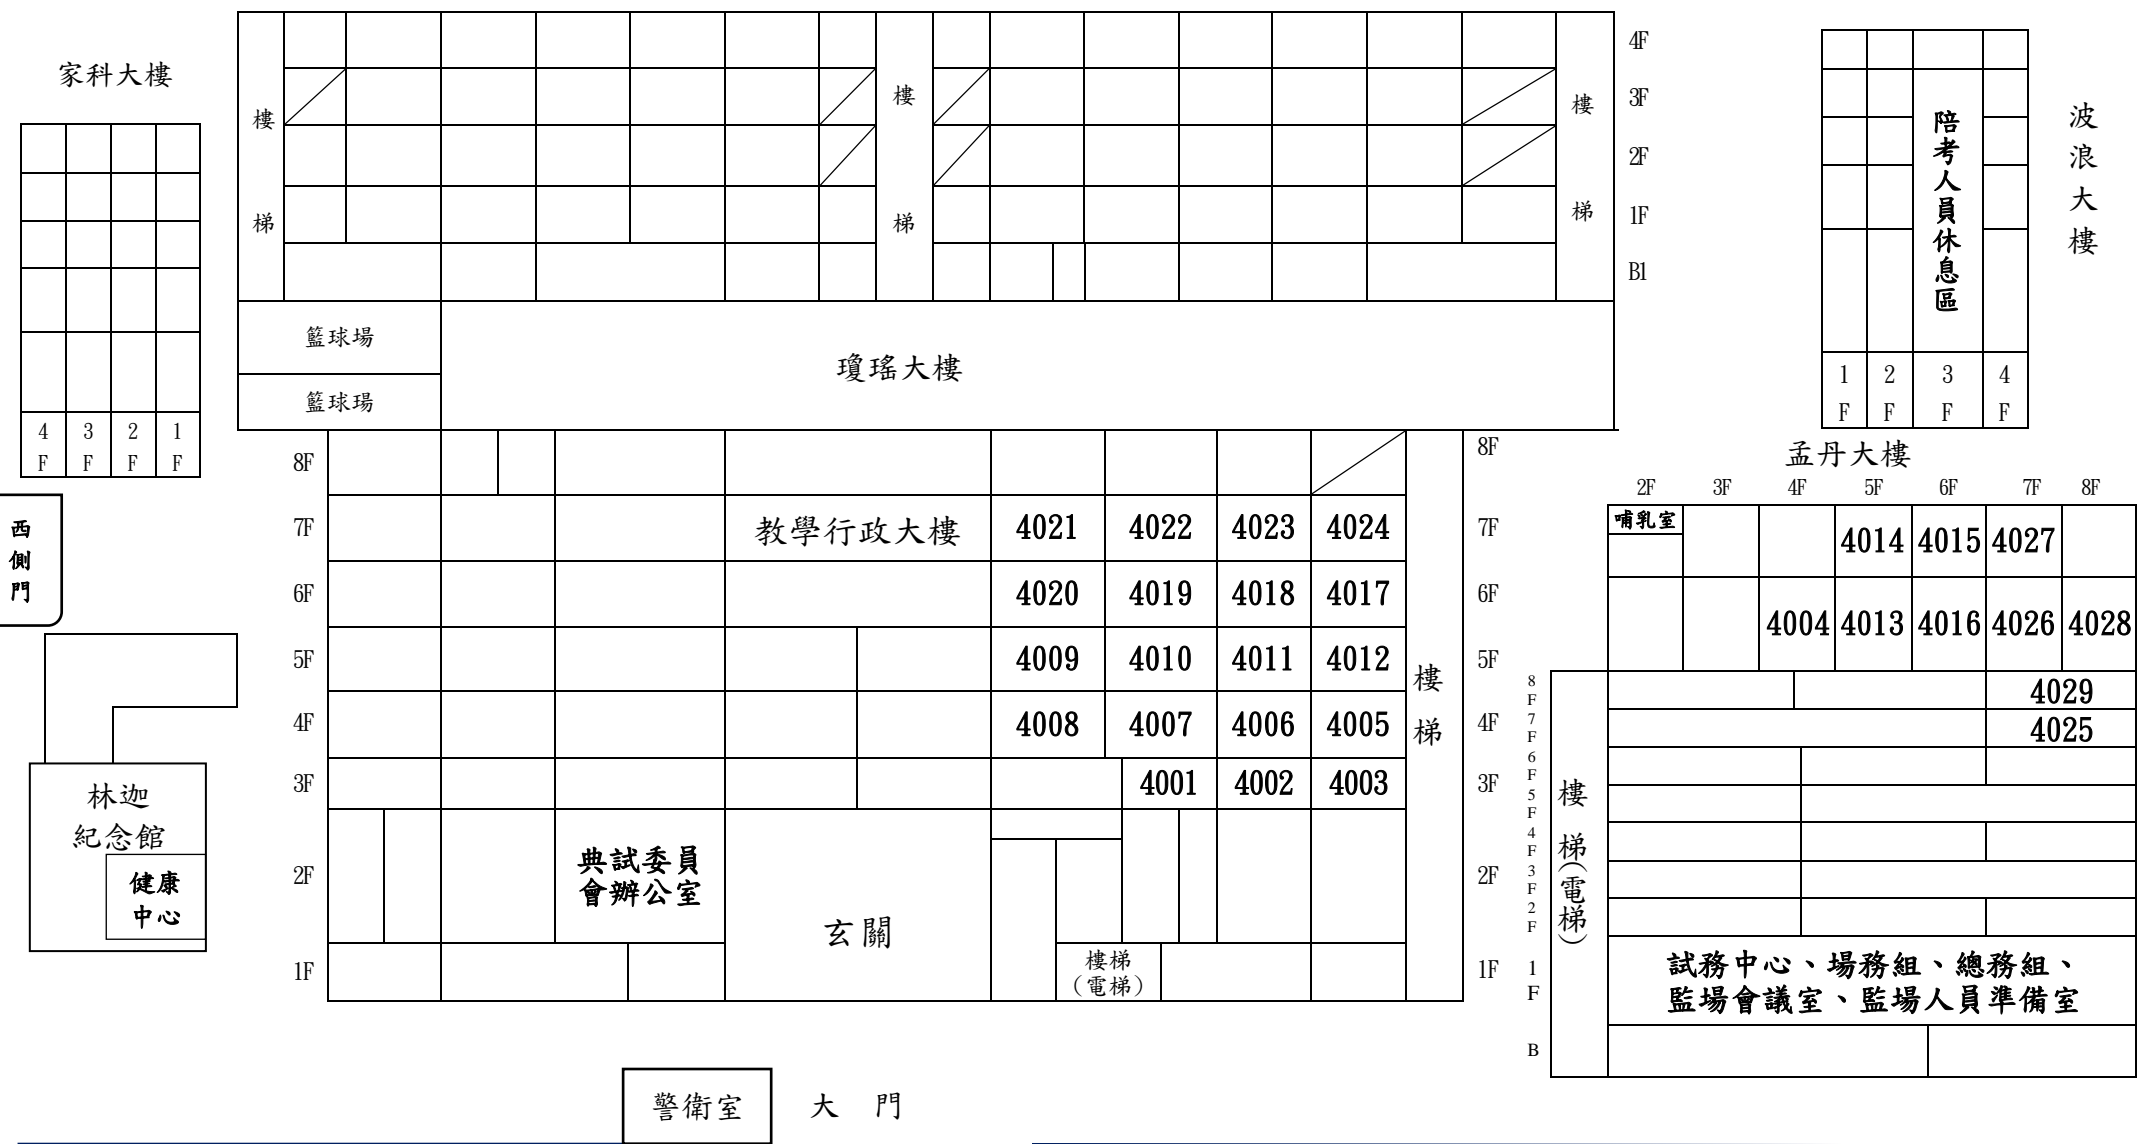 家科大樓
4 3 2 1
F F F F
樓梯
樓梯
樓梯
4F
3F
2F
1F
B1
籃球場
籃球場
瓊瑤大樓
陪考人員休息區
1 2 3 4
F F F F
波浪大樓
西側門
林迦
紀念館
健康
中心
8F 8F
7F 教學行政大樓 4021 4022 4023 4024 7F
6F 4020 4019 4018 4017 6F
5F 4009 4010 4011 4012 5F
4F 4008 4007 4006 4005 4F
3F 4001 4002 4003 3F
2F 典試委員
會辦公室 2F
玄關
1F 樓梯
(電梯) 1F
樓梯
孟丹大樓
2F 3F 4F 5F 6F 7F 8F
哺乳室
4014 4015 4027
4004 4013 4016 4026 4028
8F 4029
7F 4025
6F
5F
4F
3F
2F
樓梯(電梯)
1F 試務中心、場務組、總務組、
監場會議室、監場人員準備室
B
警衛室 大 門